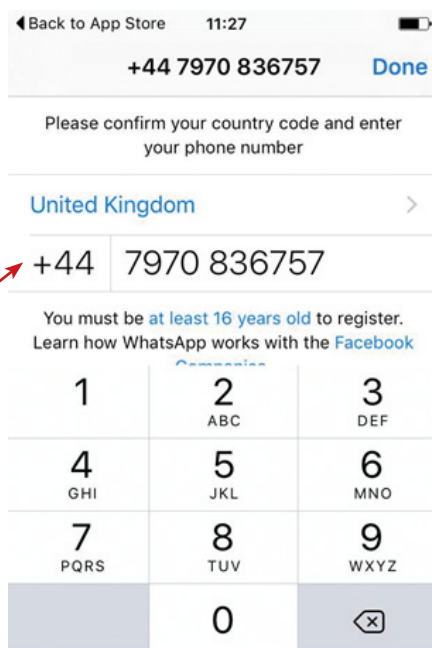 Back to App Store 11:27
+44 7970 836757 Done
Please confirm your country code and enter
your phone number
United Kingdom
+44 7970 836757
You must be at least 16 years old to register.
Learn how WhatsApp works with the Facebook
1 2 3
ABC DEF
4 5 6
GHI JKL MNO
7 8 9
PQRS TUV WXYZ
0